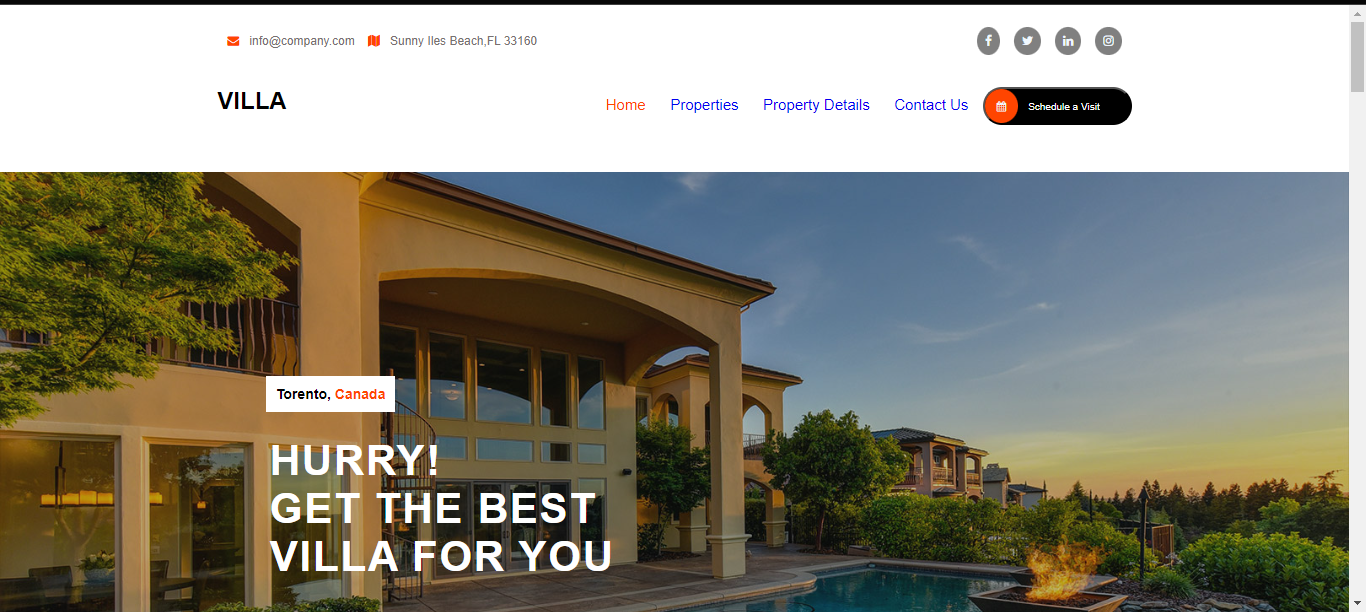 info@company.com Sunny Iles Beach,FL 33160
VILLA
Home Properties Property Details Contact Us Schedule a Visit
Torento, Canada
HURRY!
GET THE BEST
VILLA FOR YOU